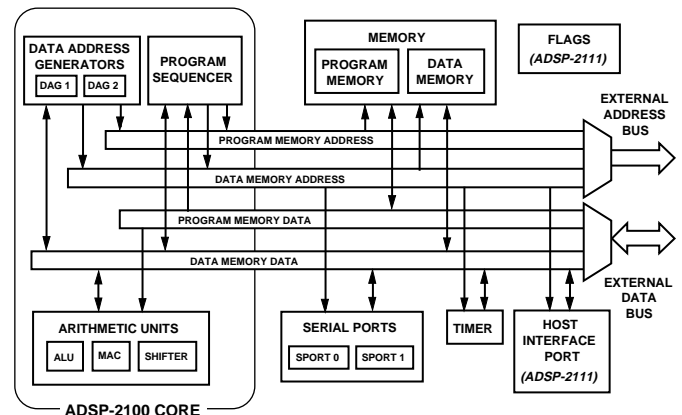 DATA ADDRESS
GENERATORS
DAG 1
DAG 2
PROGRAM
SEQUENCER
MEMORY
PROGRAM
MEMORY
DATA
MEMORY
FLAGS
(ADSP-2111)
EXTERNAL
ADDRESS
BUS
PROGRAM MEMORY ADDRESS
DATA MEMORY ADDRESS
PROGRAM MEMORY DATA
DATA MEMORY DATA
EXTERNAL
DATA
BUS
ARITHMETIC UNITS
ALU
MAC
SHIFTER
SERIAL PORTS
SPORT 0
SPORT 1
TIMER
HOST
INTERFACE
PORT
(ADSP-2111)
ADSP-2100 CORE